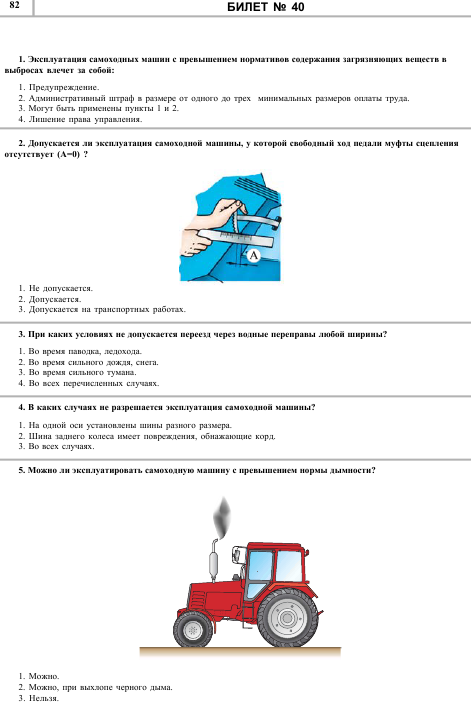 82
БИЛЕТ № 40
1. Эксплуатация самоходных машин с превышением нормативов содержания загрязняющих веществ в
выбросах влечет за собой:
1. Предупреждение.
2. Административный штраф в размере от одного до трех минимальных размеров оплаты труда.
3. Могут быть применены пункты 1 и 2.
4. Лишение права управления.
2. Допускается ли эксплуатация самоходной машины, у которой свободный ход педали муфты сцепления
отсутствует (А=0) ?
А
1. Не допускается.
2. Допускается.
3. Допускается на транспортных работах.
3. При каких условиях не допускается переезд через водные переправы любой ширины?
1. Во время паводка, ледохода.
2. Во время сильного дождя, снега.
3. Во время сильного тумана.
4. Во всех перечисленных случаях.
4. В каких случаях не разрешается эксплуатация самоходной машины?
1. На одной оси установлены шины разного размера.
2. Шина заднего колеса имеет повреждения, обнажающие корд.
3. Во всех случаях.
5. Можно ли эксплуатировать самоходную машину с превышением нормы дымности?
1. Можно.
2. Можно, при выхлопе черного дыма.
3. Нельзя.